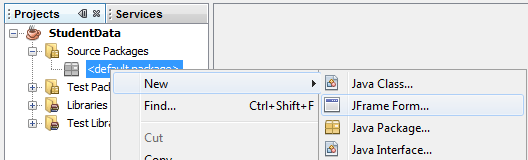 Projects Services
StudentData
Source Packages
<default package>
Test Pac
Libraries
Test Libra
New
Find... Ctrl+Shift+F
Cut
Copy
Java Class...
JFrame Form...
Java Package...
Java Interface...